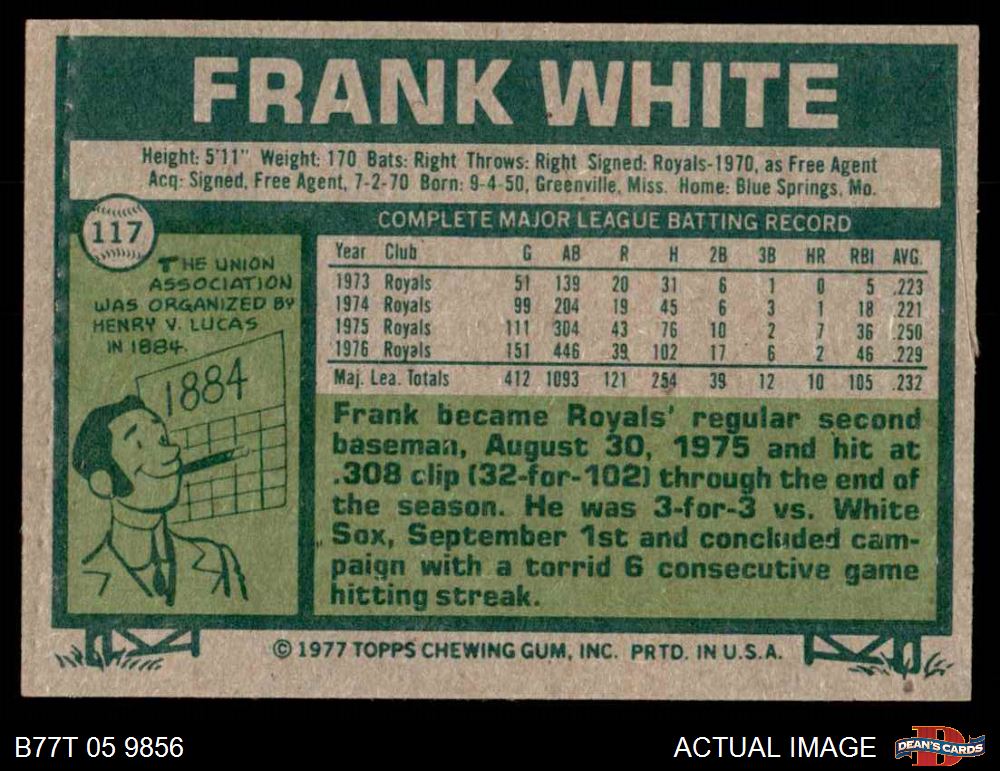 FRANK WHITE
Height: 5'11" Weight: 170 Bats: Right Throws: Right Signed: Royals-1970, as Free Agent
Acq: Signed, Free Agent, 7-2-70 Born: 9-4-50, Greenville, Miss. Home: Blue Springs, Mo.
117
COMPLETE MAJOR LEAGUE BATTING RECORD
Year Club G AB R H 2B 3B HR RBI AVG.
1973 Royals 51 139 20 31 6 1 0 5 .223
1974 Royals 99 204 19 45 6 3 1 18 .221
1975 Royals 111 304 43 76 10 2 7 36 .250
1976 Royals 151 446 39 102 17 6 2 46 .229
Maj. Lea. Totals 412 1093 121 254 39 12 10 105 .232
THE UNION
ASSOCIATION
WAS ORGANIZED BY
HENRY V. LUCAS
IN 1884.
1884
Frank became Royals' regular second
baseman, August 30, 1975 and hit at
.308 clip (32-for-102) through the end of
the season. He was 3-for-3 vs. White
Sox, September 1st and concluded cam-
paign with a torrid 6 consecutive game
hitting streak.
© 1977 TOPPS CHEWING GUM, INC. PRTD. IN U.S.A.
B77T 05 9856
ACTUAL IMAGE
D
DEAN'S CARDS